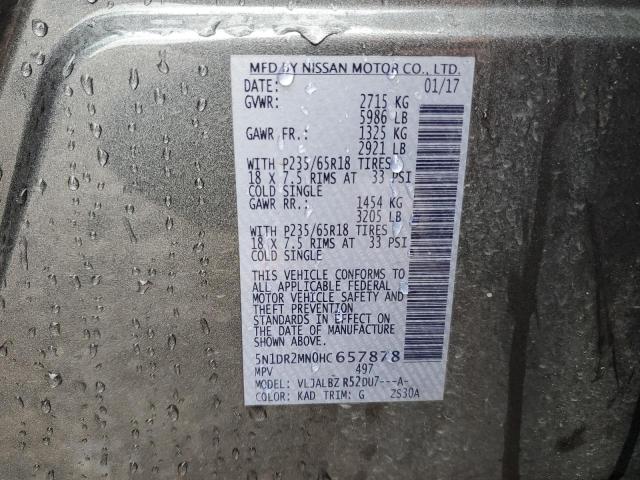 MFD BY NISSAN MOTOR CO., LTD.
DATE: 01/17
GVWR: 2715 KG
5986 LB
GAWR FR.: 1325 KG
2921 LB
WITH P235/65R18 TIRES
18 X 7.5 RIMS AT 33 PSI
COLD SINGLE
GAWR RR.: 1454 KG
3205 LB
WITH P235/65R18 TIRES
18 X 7.5 RIMS AT 33 PSI
COLD SINGLE
THIS VEHICLE CONFORMS TO
ALL APPLICABLE FEDERAL
MOTOR VEHICLE SAFETY AND
THEFT PREVENTION
STANDARDS IN EFFECT ON
THE DATE OF MANUFACTURE
SHOWN ABOVE.
5N1DR2MN0HC657878
MPV 497
MODEL: VLJALBZ R52DU7---A-
COLOR: KAD TRIM: G ZS30A